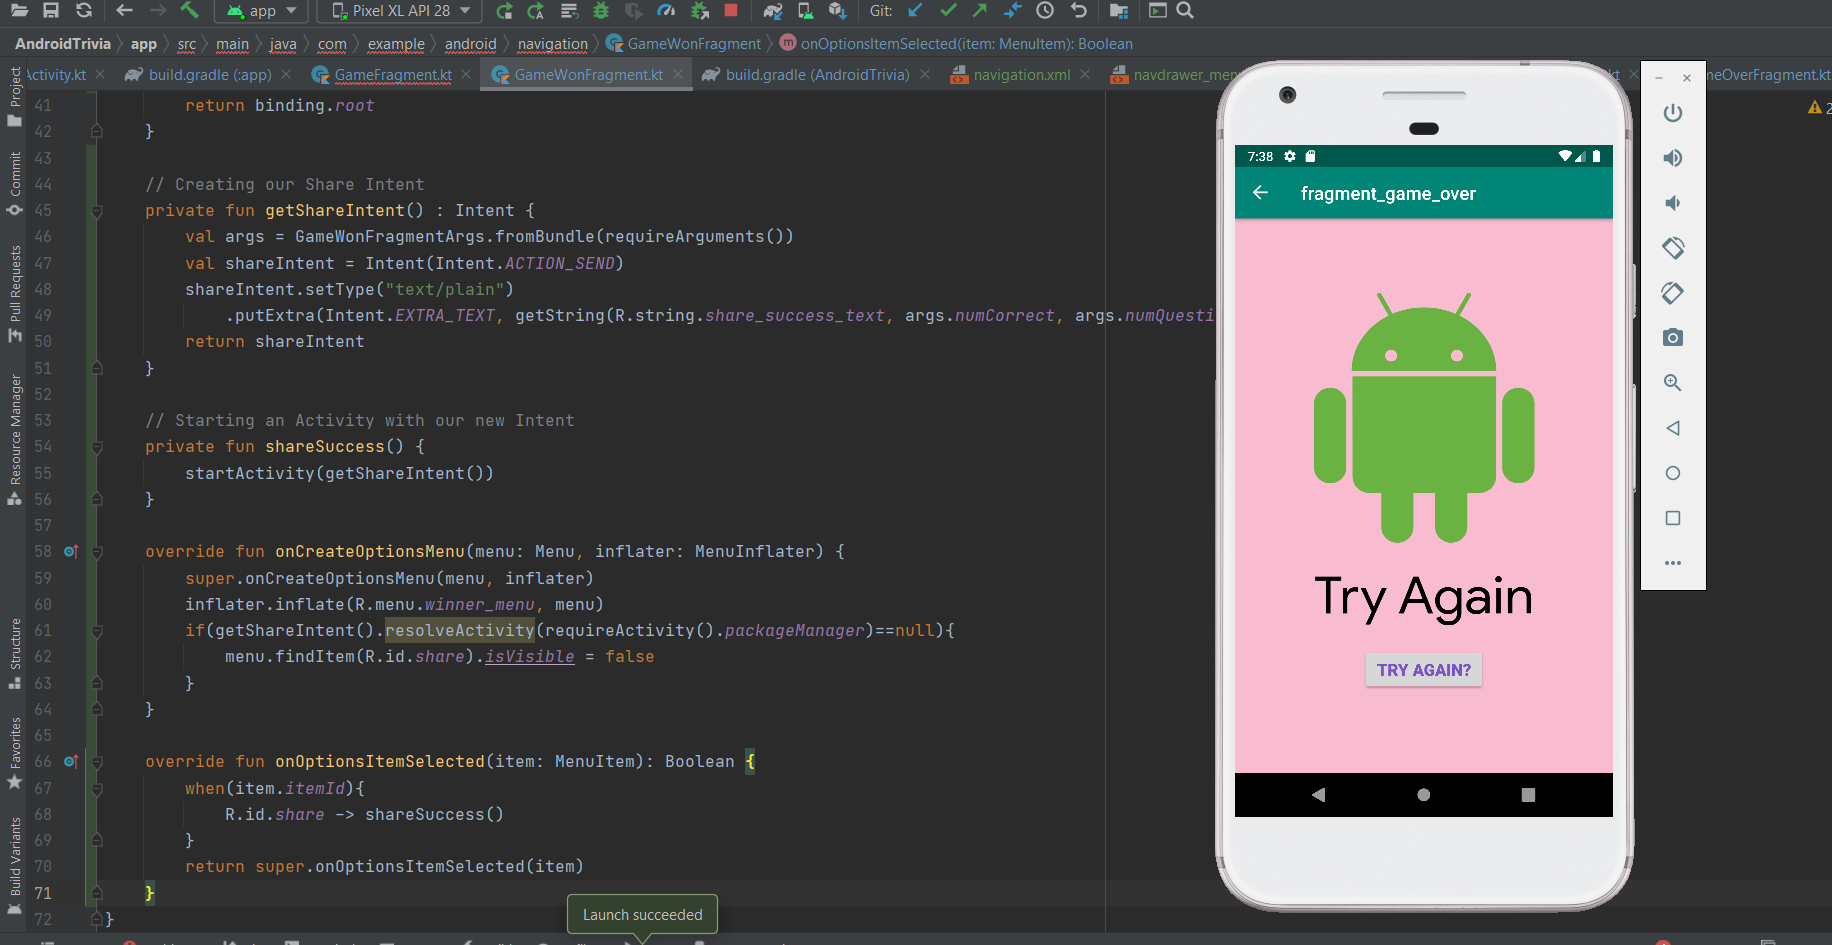 app
Pixel XL API 28
Git:
AndroidTrivia app src main java com example android navigation GameWonFragment onOptionsItemSelected(item: MenuItem): Boolean
Activity.kt build.gradle (:app) GameFragment.kt GameWonFragment.kt build.gradle (AndroidTrivia) navigation.xml navdrawer_menu
kt
meOverFragment.kt
Project
Commit
Pull Requests
Resource Manager
Structure
Favorites
Build Variants
2
41 return binding.root
42 }
43
44 // Creating our Share Intent
45 private fun getShareIntent() : Intent {
46 val args = GameWonFragmentArgs.fromBundle(requireArguments())
47 val shareIntent = Intent(Intent.ACTION_SEND)
48 shareIntent.setType("text/plain")
49 .putExtra(Intent.EXTRA_TEXT, getString(R.string.share_success_text, args.numCorrect, args.numQuesti
50 return shareIntent
51 }
52
53 // Starting an Activity with our new Intent
54 private fun shareSuccess() {
55 startActivity(getShareIntent())
56 }
57
58 override fun onCreateOptionsMenu(menu: Menu, inflater: MenuInflater) {
59 super.onCreateOptionsMenu(menu, inflater)
60 inflater.inflate(R.menu.winner_menu, menu)
61 if(getShareIntent().resolveActivity(requireActivity().packageManager)==null){
62 menu.findItem(R.id.share).isVisible = false
63 }
64 }
65
66 override fun onOptionsItemSelected(item: MenuItem): Boolean {
67 when(item.itemId){
68 R.id.share -> shareSuccess()
69 }
70 return super.onOptionsItemSelected(item)
71 }
72 }
Launch succeeded
7:38
fragment_game_over
Try Again
TRY AGAIN?